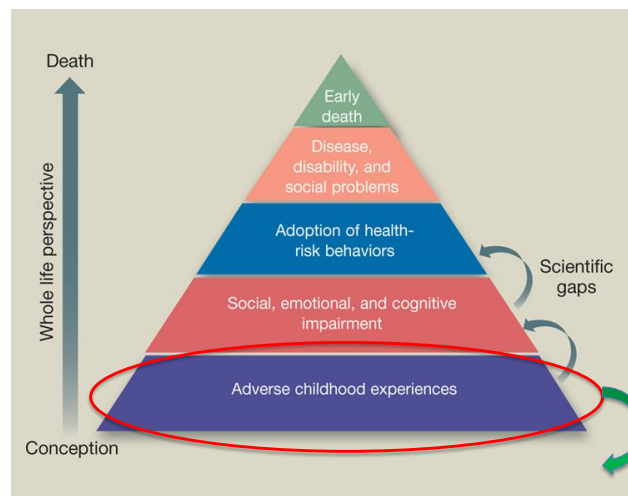 Death
Early
death
Disease,
disability, and
social problems
Whole life perspective
Adoption of health-
risk behaviors
Scientific
gaps
Social, emotional, and cognitive
impairment
Adverse childhood experiences
Conception